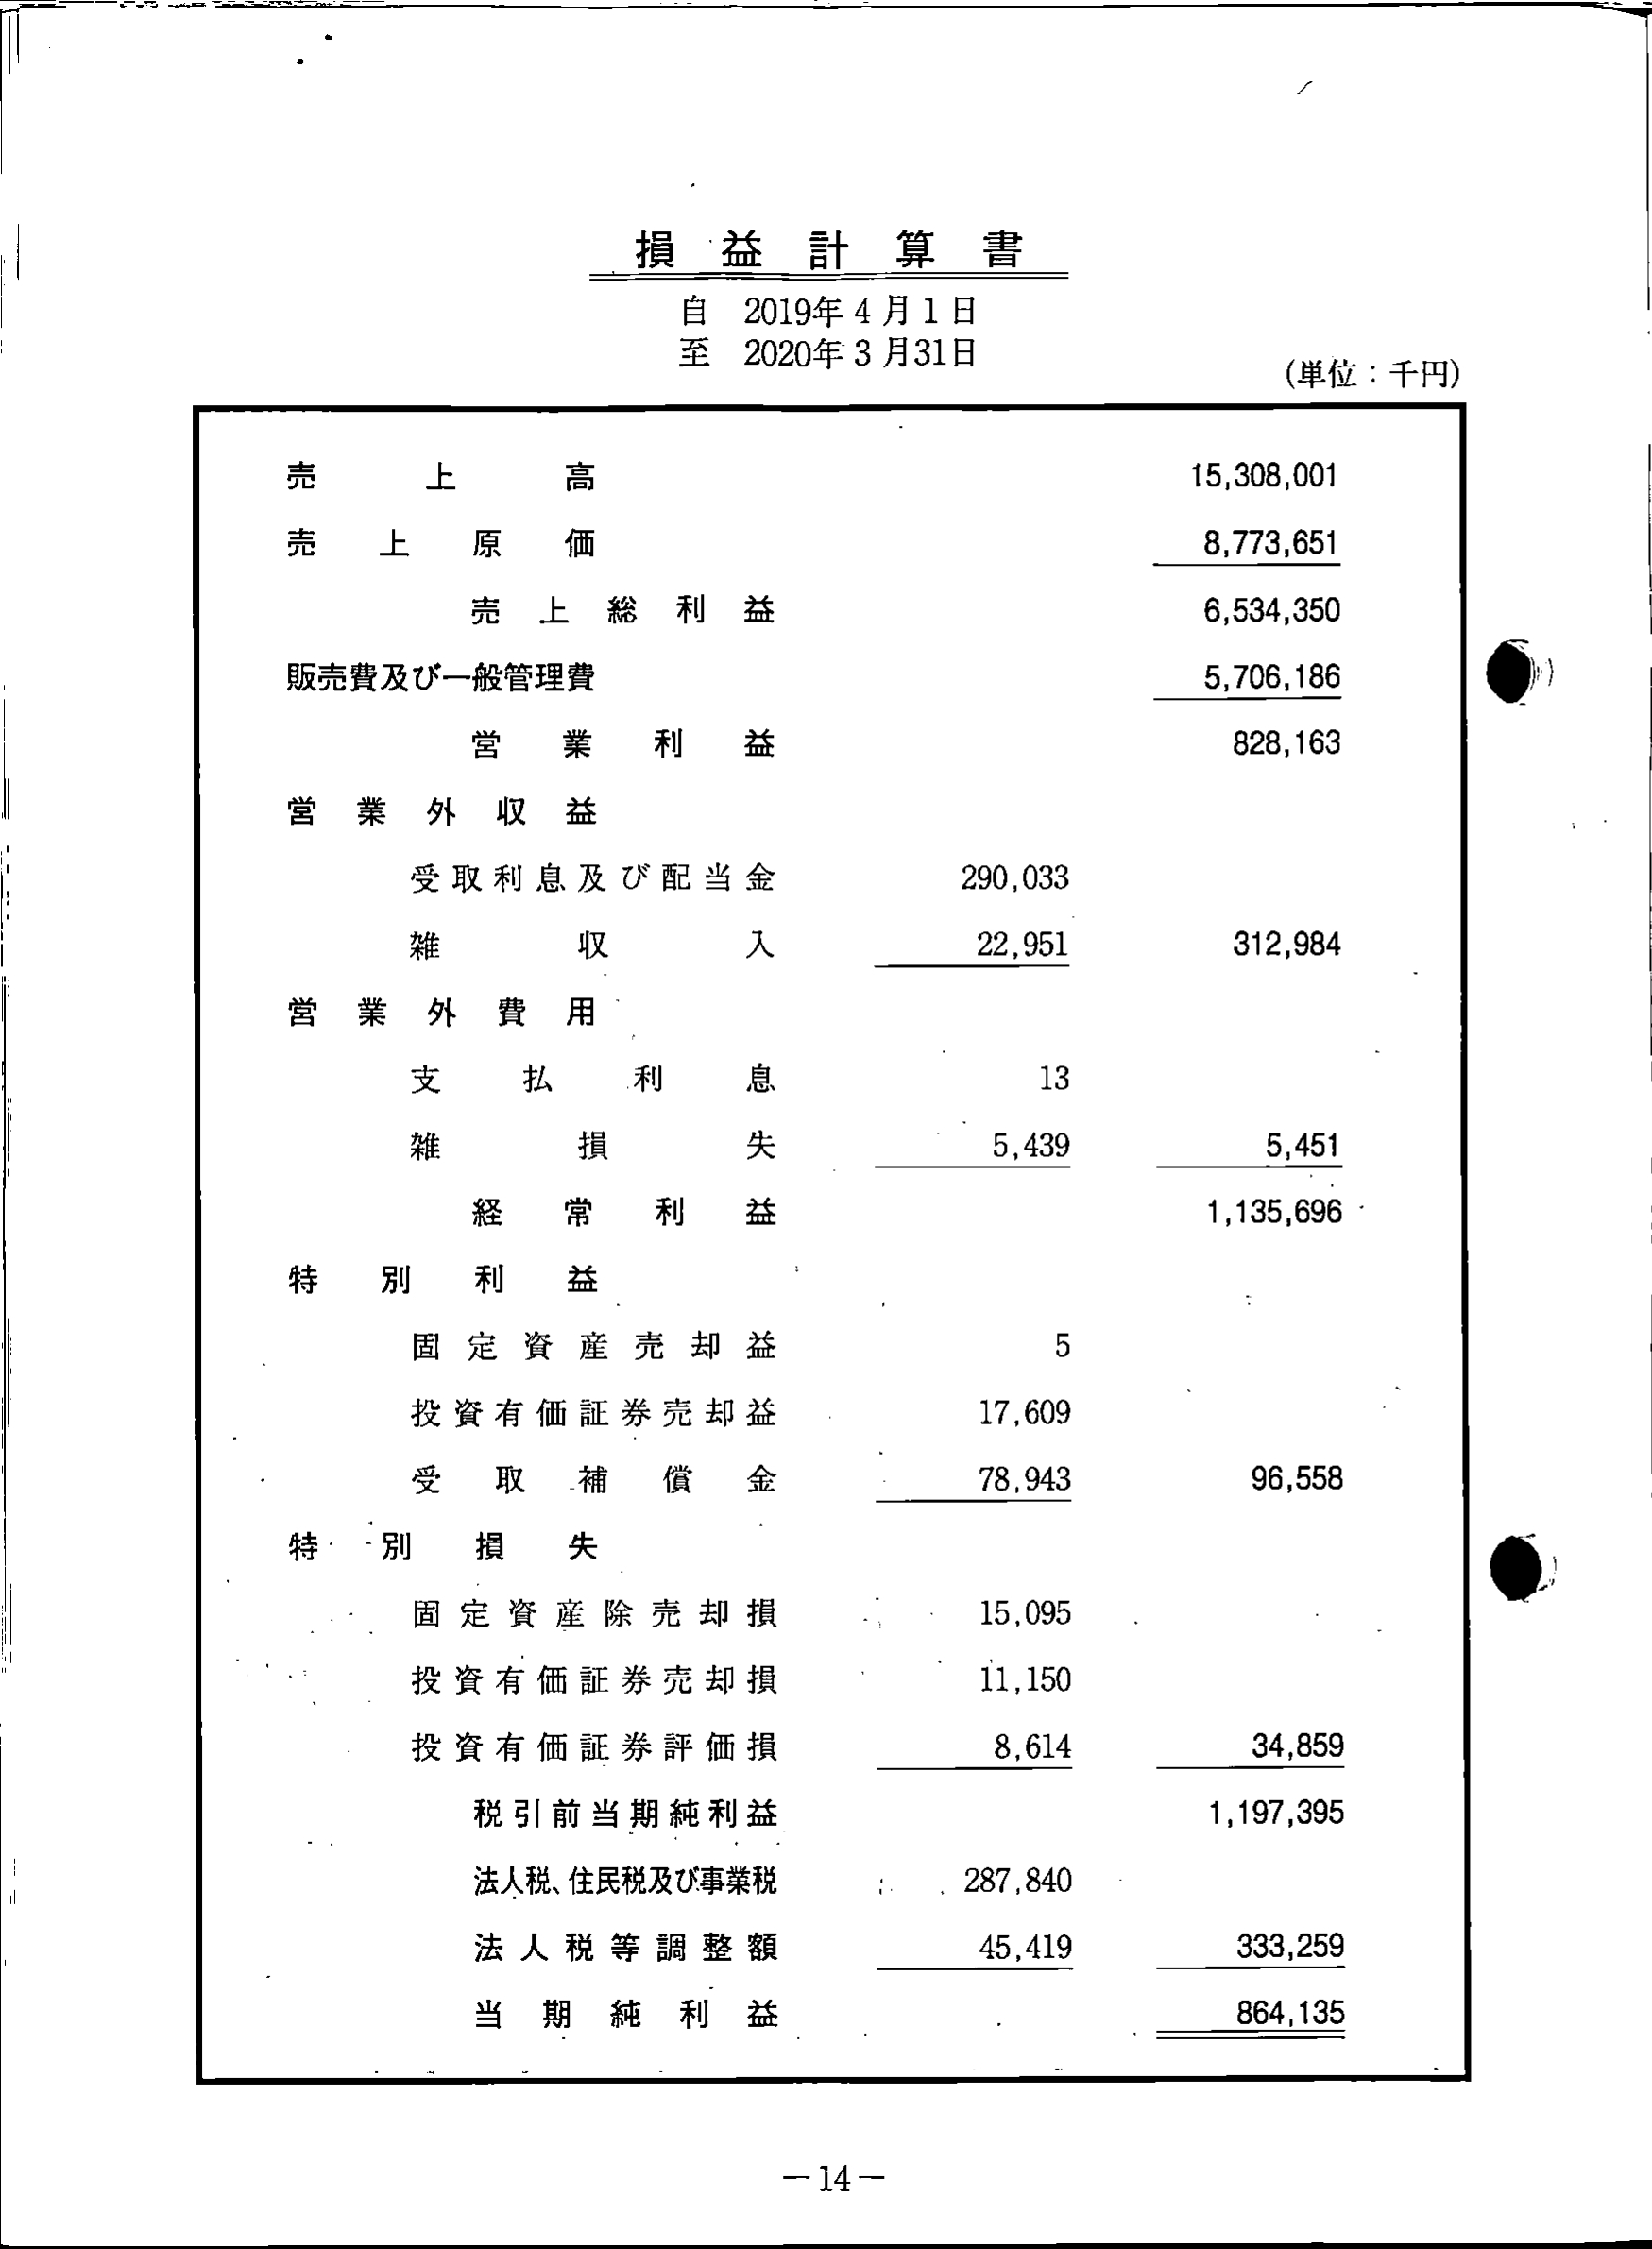 損益計算書
自 2019年4月1日
至 2020年3月31日
(単位：千円)
売上高 15,308,001
売上原価 8,773,651
売上総利益 6,534,350
販売費及び一般管理費 5,706,186
営業利益 828,163
営業外収益
受取利息及び配当金 290,033
雑収入 22,951 312,984
営業外費用
支払利息 13
雑損失 5,439 5,451
経常利益 1,135,696
特別利益
固定資産売却益 5
投資有価証券売却益 17,609
受取補償金 78,943 96,558
特別損失
固定資産除売却損 15,095
投資有価証券売却損 11,150
投資有価証券評価損 8,614 34,859
税引前当期純利益 1,197,395
法人税、住民税及び事業税 287,840
法人税等調整額 45,419 333,259
当期純利益 864,135
－14－